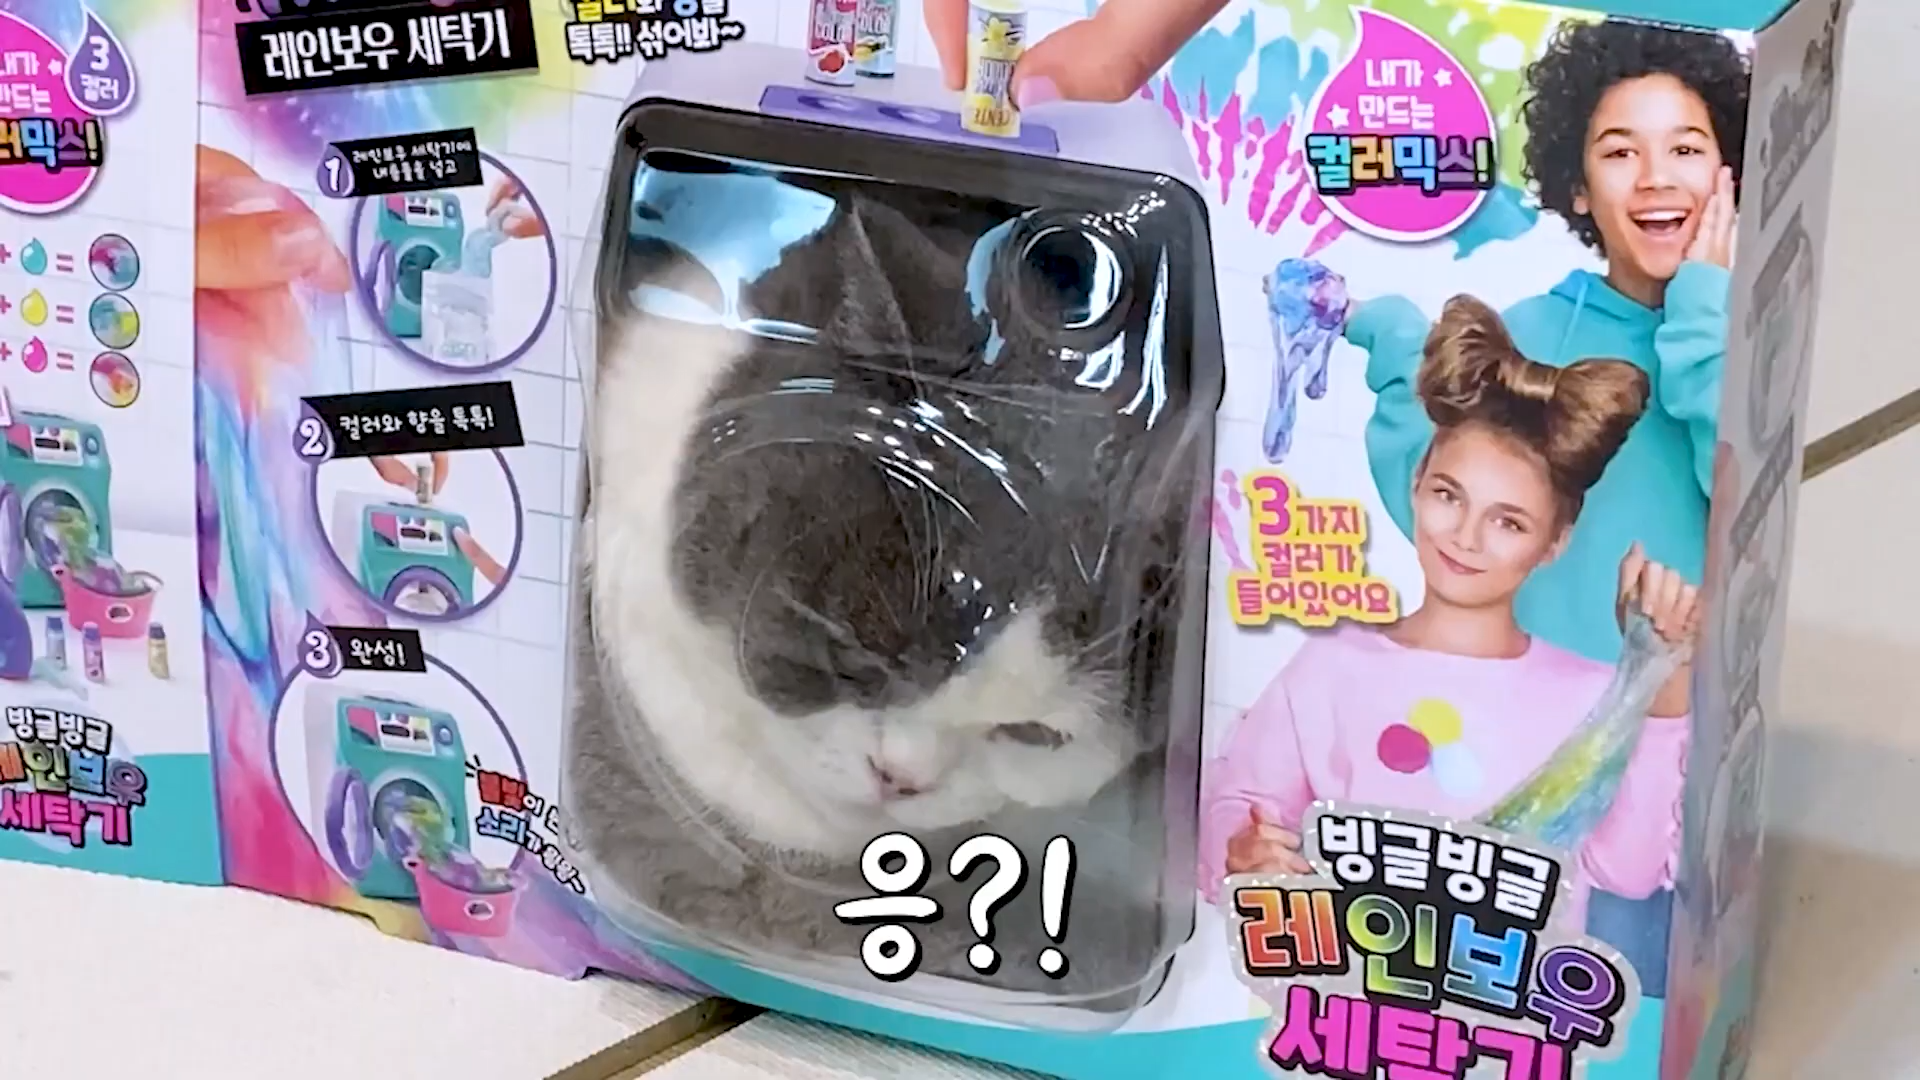 내가
만드는
3
컬러
레인보우 세탁기
톡톡!! 섞어봐~
1
레인보우 세탁기에
내용물을 넣고
2
컬러와 향을 톡톡!
3
완성!
빙글빙글
레인보우
세탁기
내가
만드는
컬러믹스!
3가지
컬러가
들어있어요
빙글빙글
레인보우
세탁기
응?!